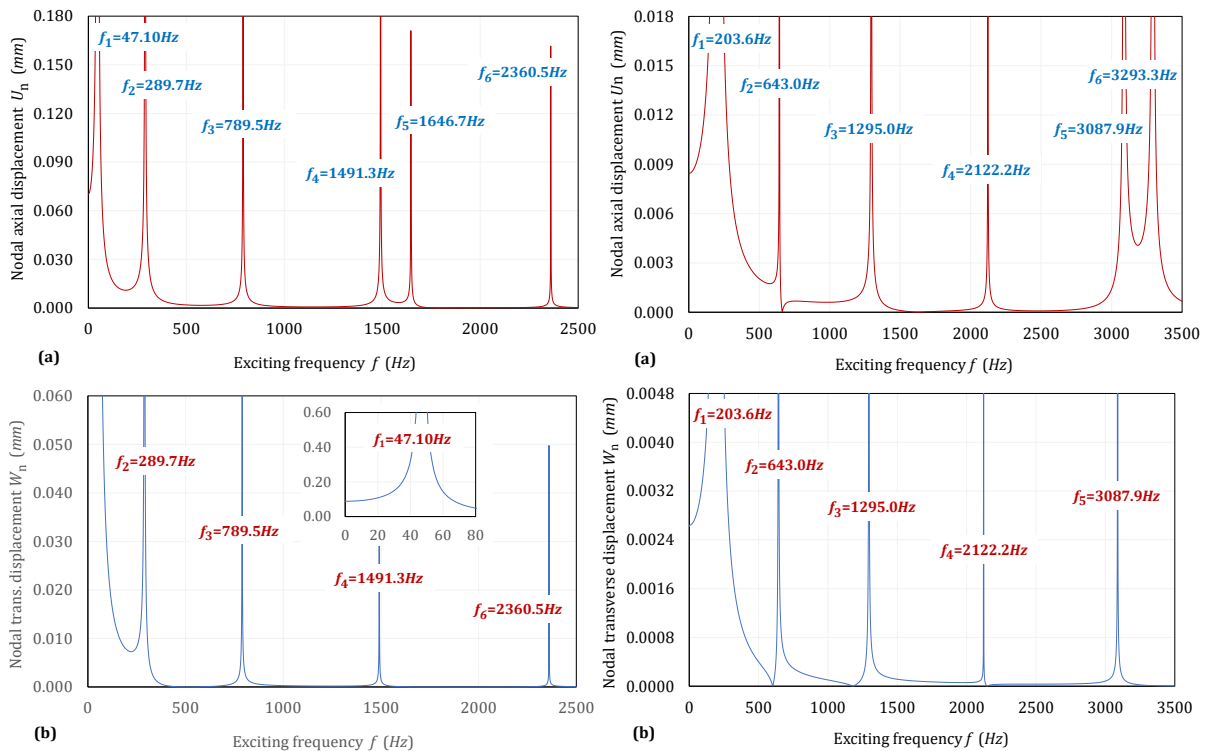 Nodal axial displacement Uₙ (mm)
0.180
0.150
0.120
0.090
0.060
0.030
0.000
f₁=47.10Hz
f₂=289.7Hz
f₃=789.5Hz
f₄=1491.3Hz
f₅=1646.7Hz
f₆=2360.5Hz
0 500 1000 1500 2000 2500
(a)
Exciting frequency f (Hz)
Nodal axial displacement Un (mm)
0.018
0.015
0.012
0.009
0.006
0.003
0.000
f₁=203.6Hz
f₂=643.0Hz
f₃=1295.0Hz
f₄=2122.2Hz
f₅=3087.9Hz
f₆=3293.3Hz
0 500 1000 1500 2000 2500 3000 3500
(a)
Exciting frequency f (Hz)
Nodal trans. displacement Wₙ (mm)
0.060
0.050
0.040
0.030
0.020
0.010
0.000
f₂=289.7Hz
f₃=789.5Hz
0.60
0.40
0.20
0.00
f₁=47.10Hz
0 20 40 60 80
f₄=1491.3Hz
f₆=2360.5Hz
0 500 1000 1500 2000 2500
(b)
Exciting frequency f (Hz)
Nodal transverse displacement Wₙ (mm)
0.0048
0.0040
0.0032
0.0024
0.0016
0.0008
0.0000
f₁=203.6Hz
f₂=643.0Hz
f₃=1295.0Hz
f₄=2122.2Hz
f₅=3087.9Hz
0 500 1000 1500 2000 2500 3000 3500
(b)
Exciting frequency f (Hz)